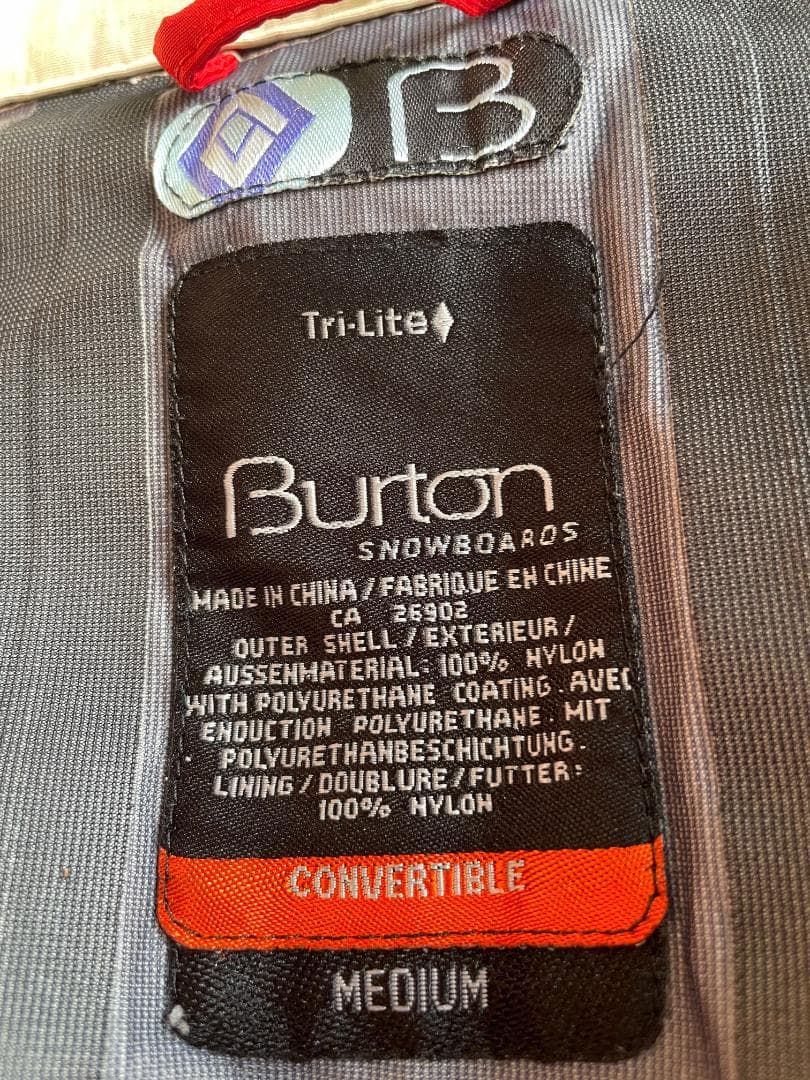 B
Tri-Lite
Burton
SNOWBOARDS
MADE IN CHINA / FABRIQUE EN CHINE
CA 26902
OUTER SHELL / EXTERIEUR /
AUSSENMATERIAL: 100% NYLON
WITH POLYURETHANE COATING. AVEC
ENDUCTION POLYURETHANE. MIT
POLYURETHANBESCHICHTUNG.
LINING / DOUBLURE / FUTTER:
100% NYLON
CONVERTIBLE
MEDIUM